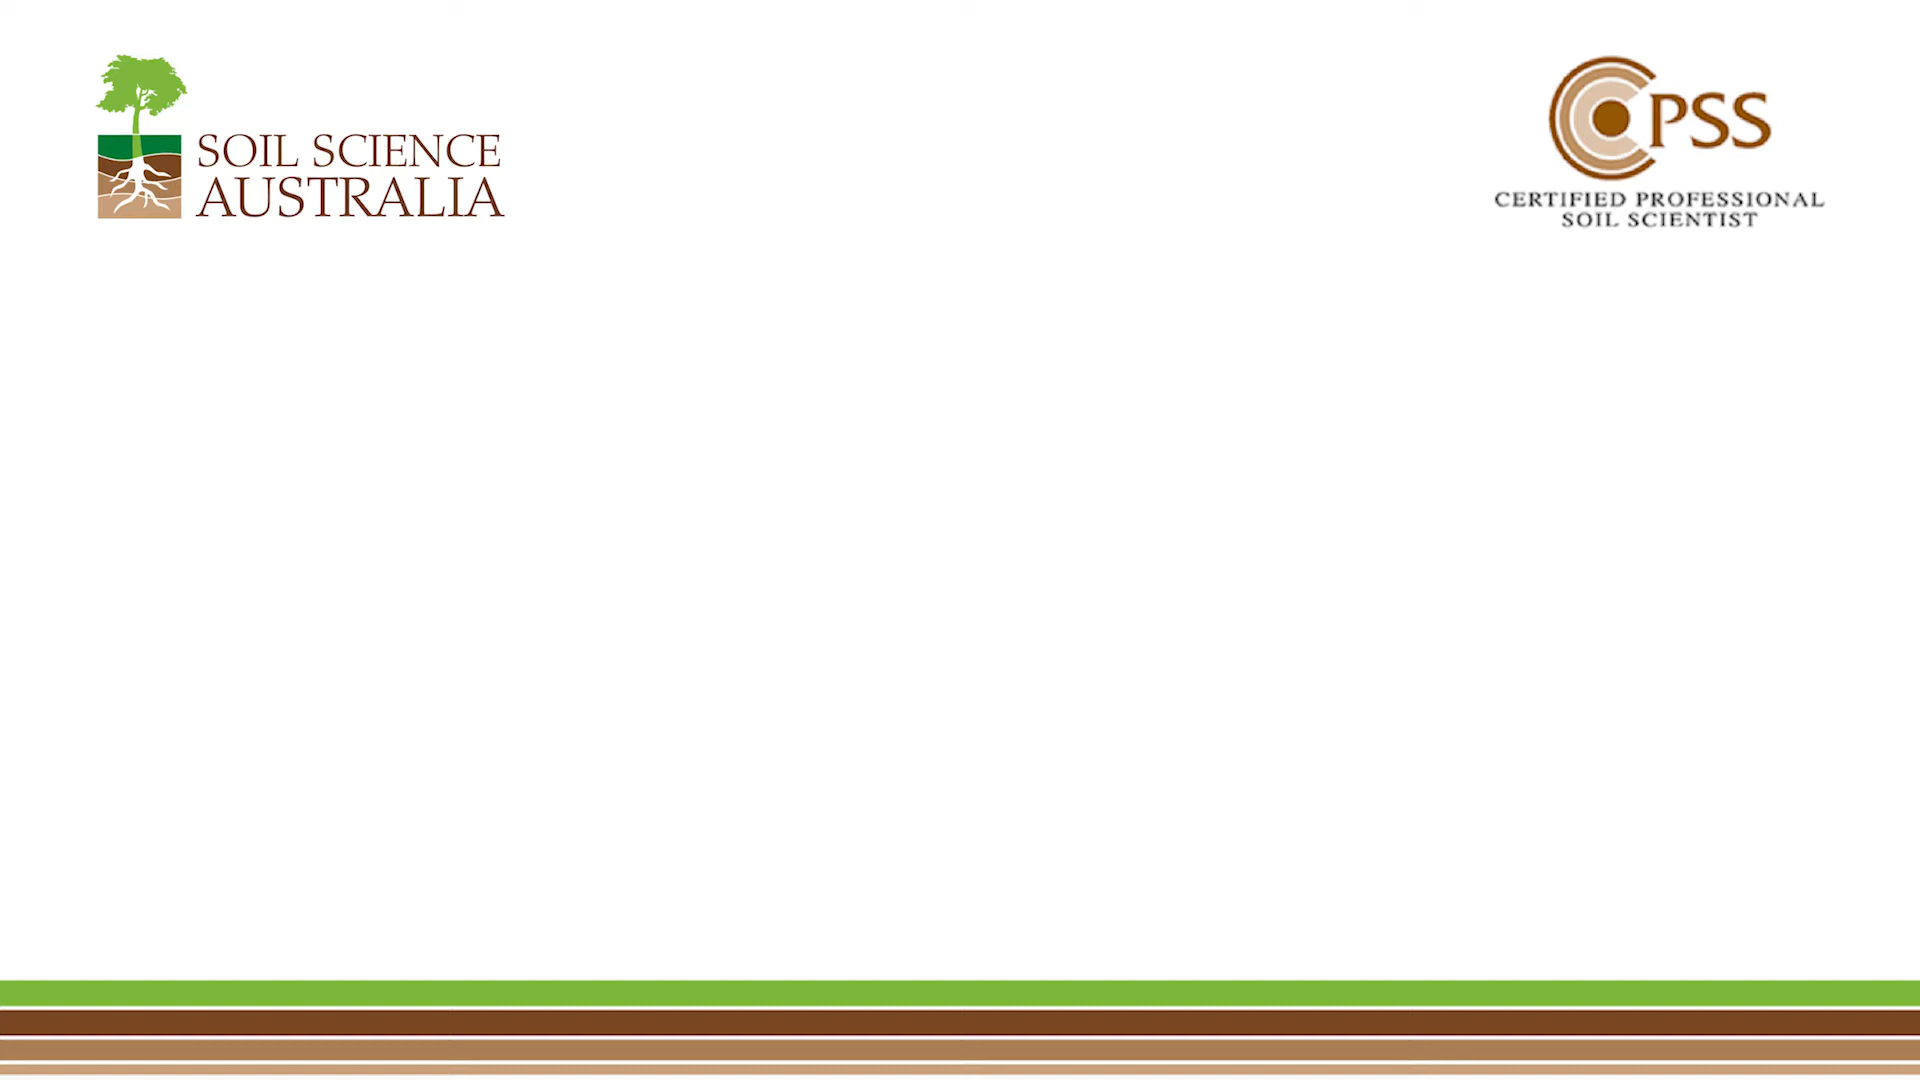 SOIL SCIENCE
AUSTRALIA
CPSS
CERTIFIED PROFESSIONAL
SOIL SCIENTIST